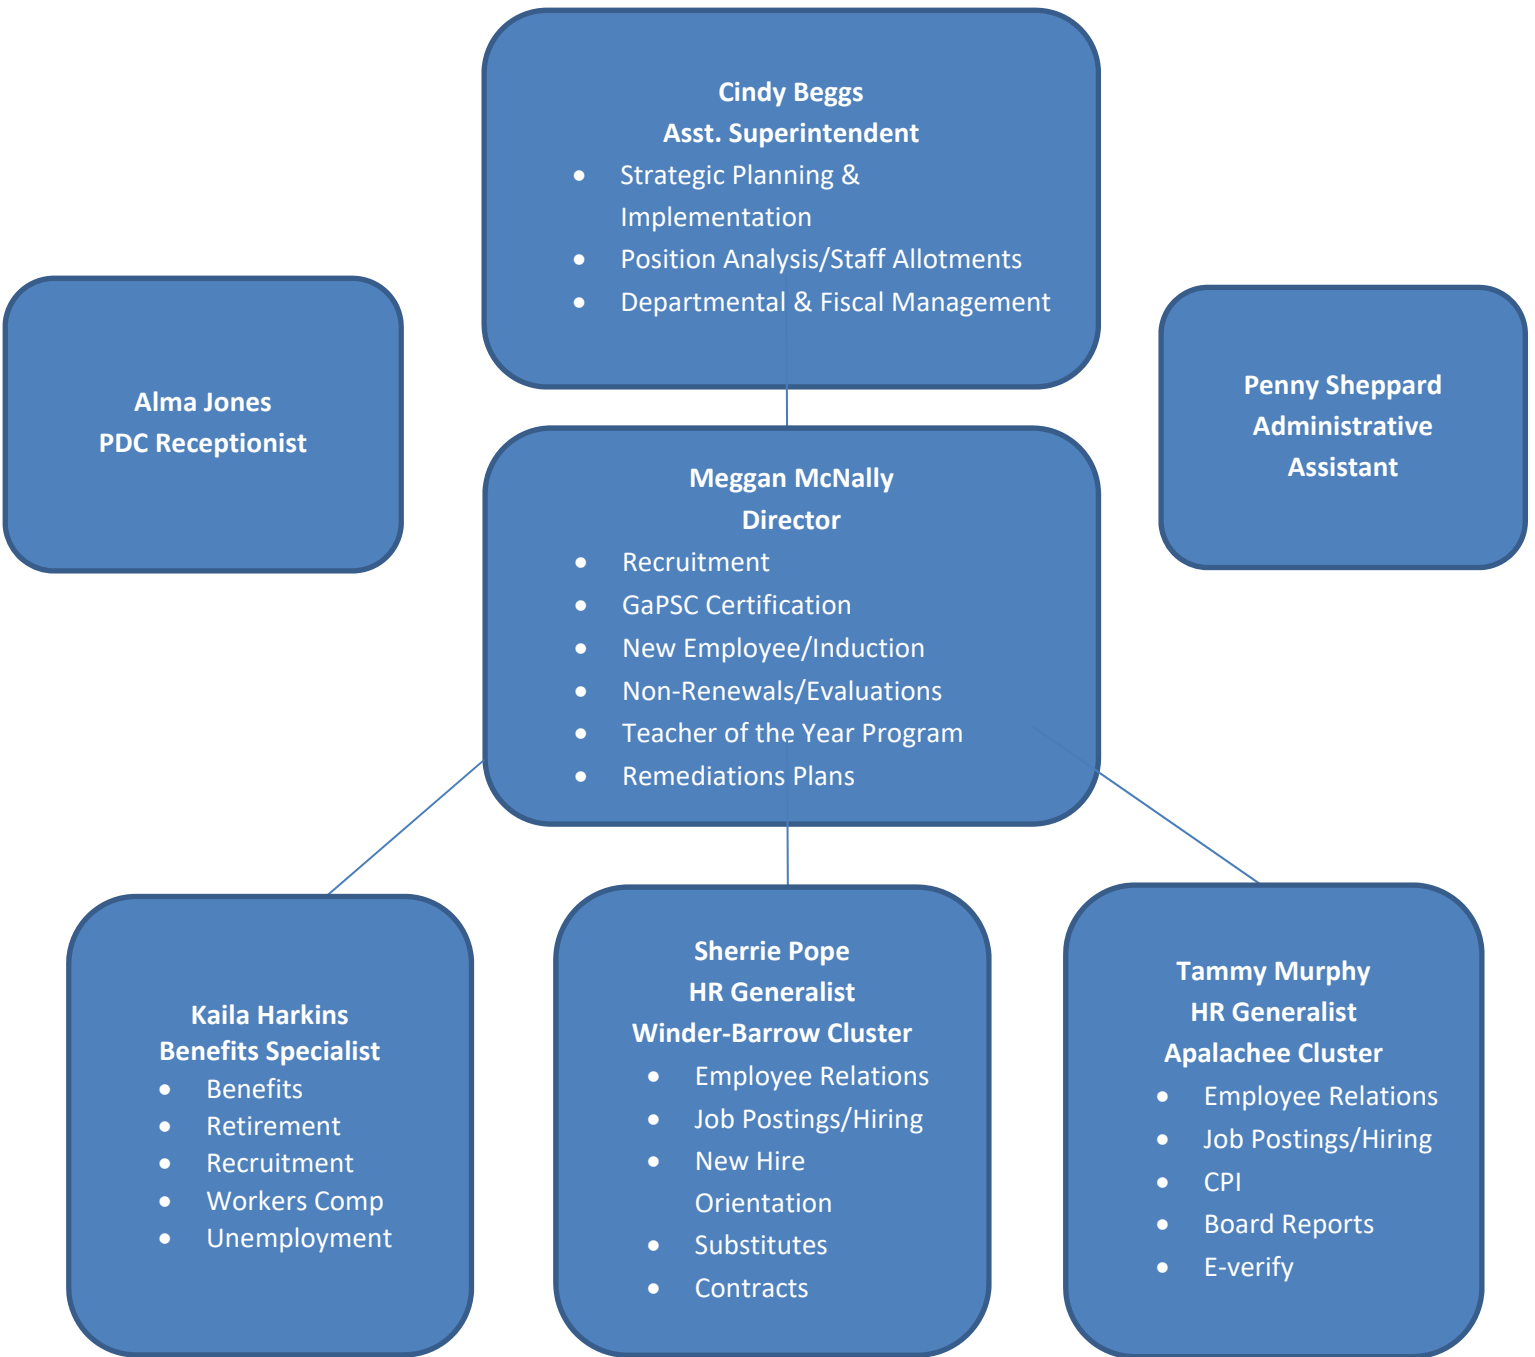 Cindy Beggs
Asst. Superintendent
• Strategic Planning &
Implementation
• Position Analysis/Staff Allotments
• Departmental & Fiscal Management
Alma Jones
PDC Receptionist
Penny Sheppard
Administrative
Assistant
Meggan McNally
Director
• Recruitment
• GaPSC Certification
• New Employee/Induction
• Non-Renewals/Evaluations
• Teacher of the Year Program
• Remediations Plans
Kaila Harkins
Benefits Specialist
• Benefits
• Retirement
• Recruitment
• Workers Comp
• Unemployment
Sherrie Pope
HR Generalist
Winder-Barrow Cluster
• Employee Relations
• Job Postings/Hiring
• New Hire
Orientation
• Substitutes
• Contracts
Tammy Murphy
HR Generalist
Apalachee Cluster
• Employee Relations
• Job Postings/Hiring
• CPI
• Board Reports
• E-verify